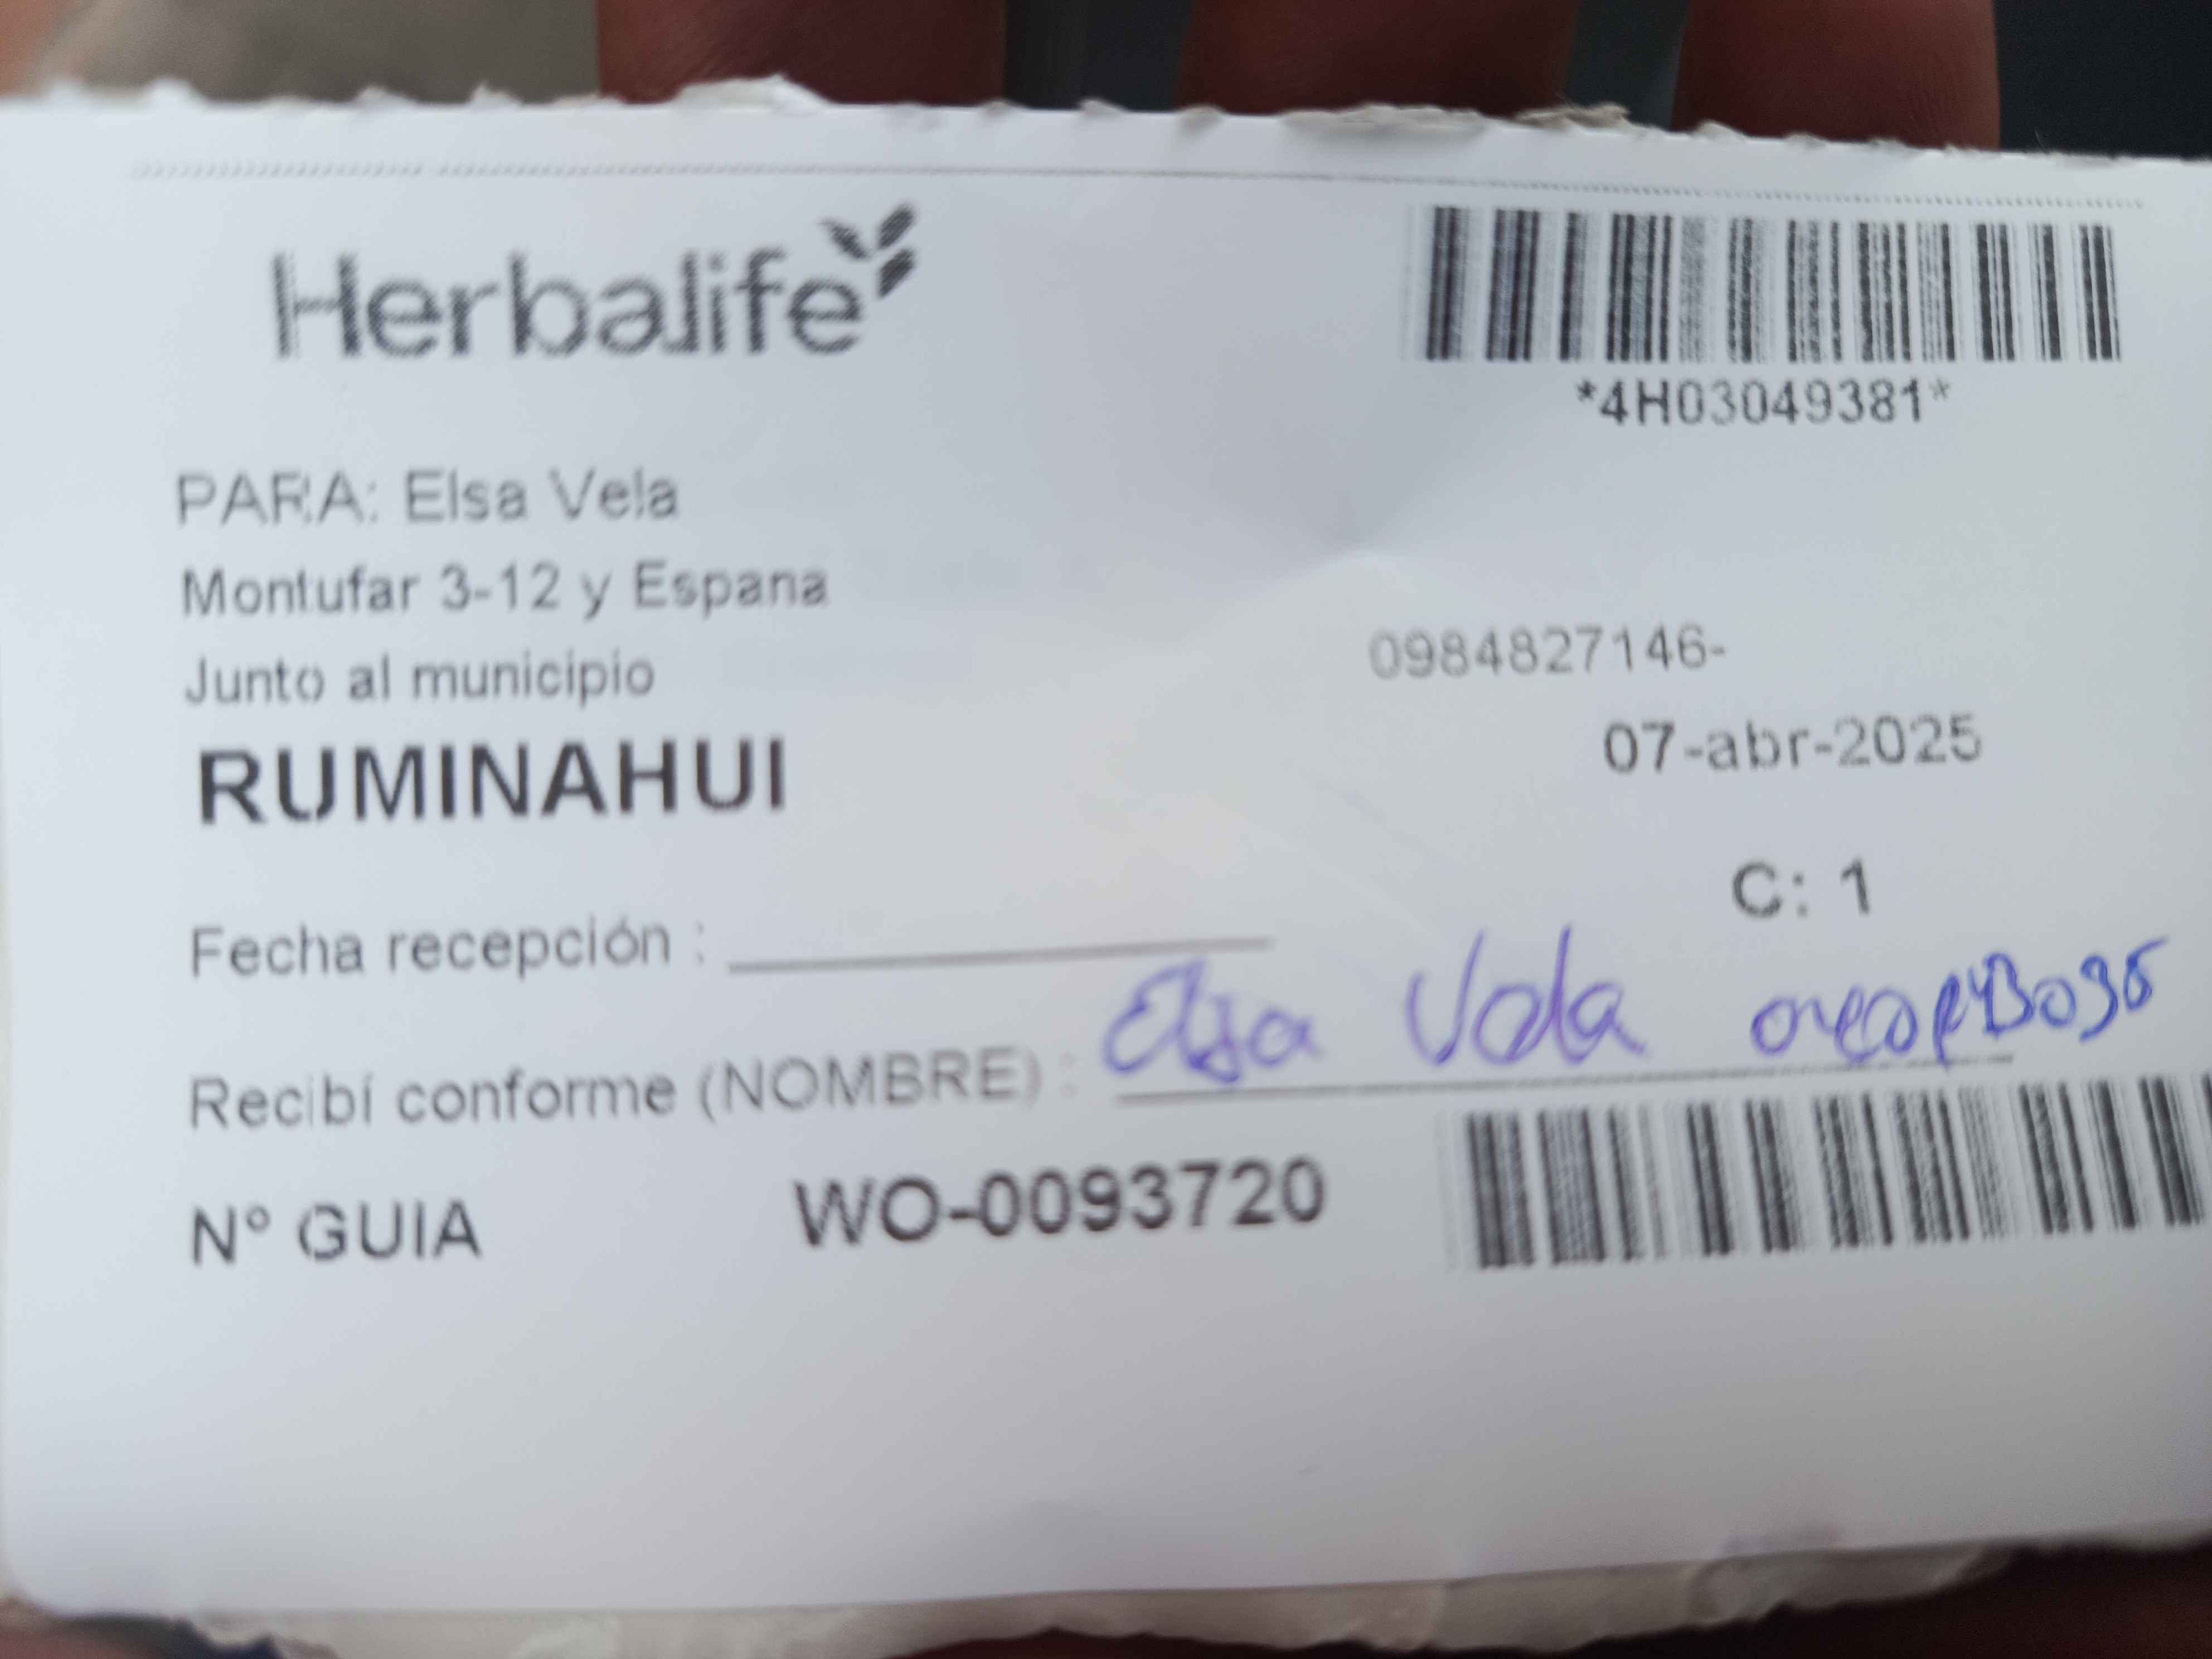 Herbalife
*4H03049381*
PARA: Elsa Vela
Montufar 3-12 y Espana
Junto al municipio
0984827146-
RUMINAHUI
07-abr-2025
C: 1
Fecha recepción :
Recibí conforme (NOMBRE) : Elsa Vela
Nº GUIA WO-0093720